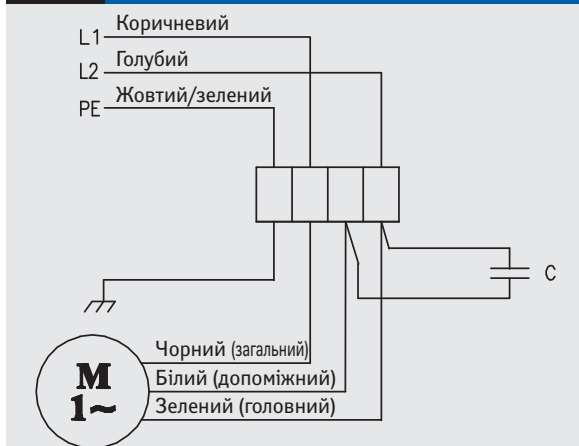 L1 Коричневий
L2 Голубий
PE Жовтий/зелений
C
Чорний (загальний)
M
1~
Білий (допоміжний)
Зелений (головний)